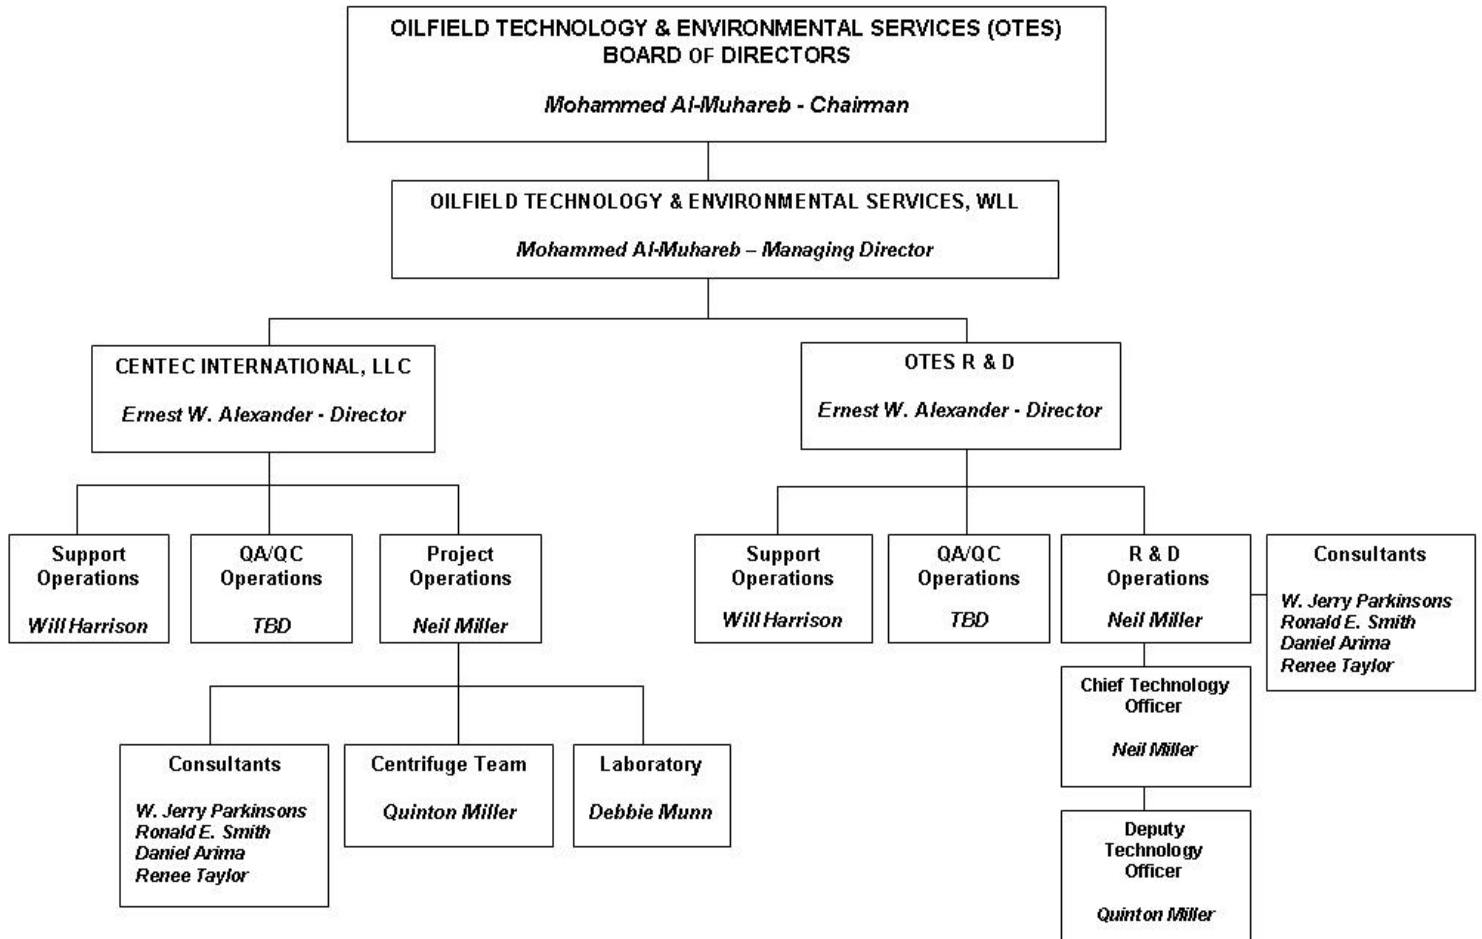 OILFIELD TECHNOLOGY & ENVIRONMENTAL SERVICES (OTES)
BOARD OF DIRECTORS
Mohammed Al-Muhareb - Chairman
OILFIELD TECHNOLOGY & ENVIRONMENTAL SERVICES, WLL
Mohammed Al-Muhareb – Managing Director
CENTEC INTERNATIONAL, LLC
Ernest W. Alexander - Director
OTES R & D
Ernest W. Alexander - Director
Support
Operations
Will Harrison
QA/QC
Operations
TBD
Project
Operations
Neil Miller
Support
Operations
Will Harrison
QA/QC
Operations
TBD
R & D
Operations
Neil Miller
Consultants
W. Jerry Parkinsons
Ronald E. Smith
Daniel Arima
Renee Taylor
Chief Technology
Officer
Neil Miller
Consultants
W. Jerry Parkinsons
Ronald E. Smith
Daniel Arima
Renee Taylor
Centrifuge Team
Quinton Miller
Laboratory
Debbie Munn
Deputy
Technology
Officer
Quinton Miller